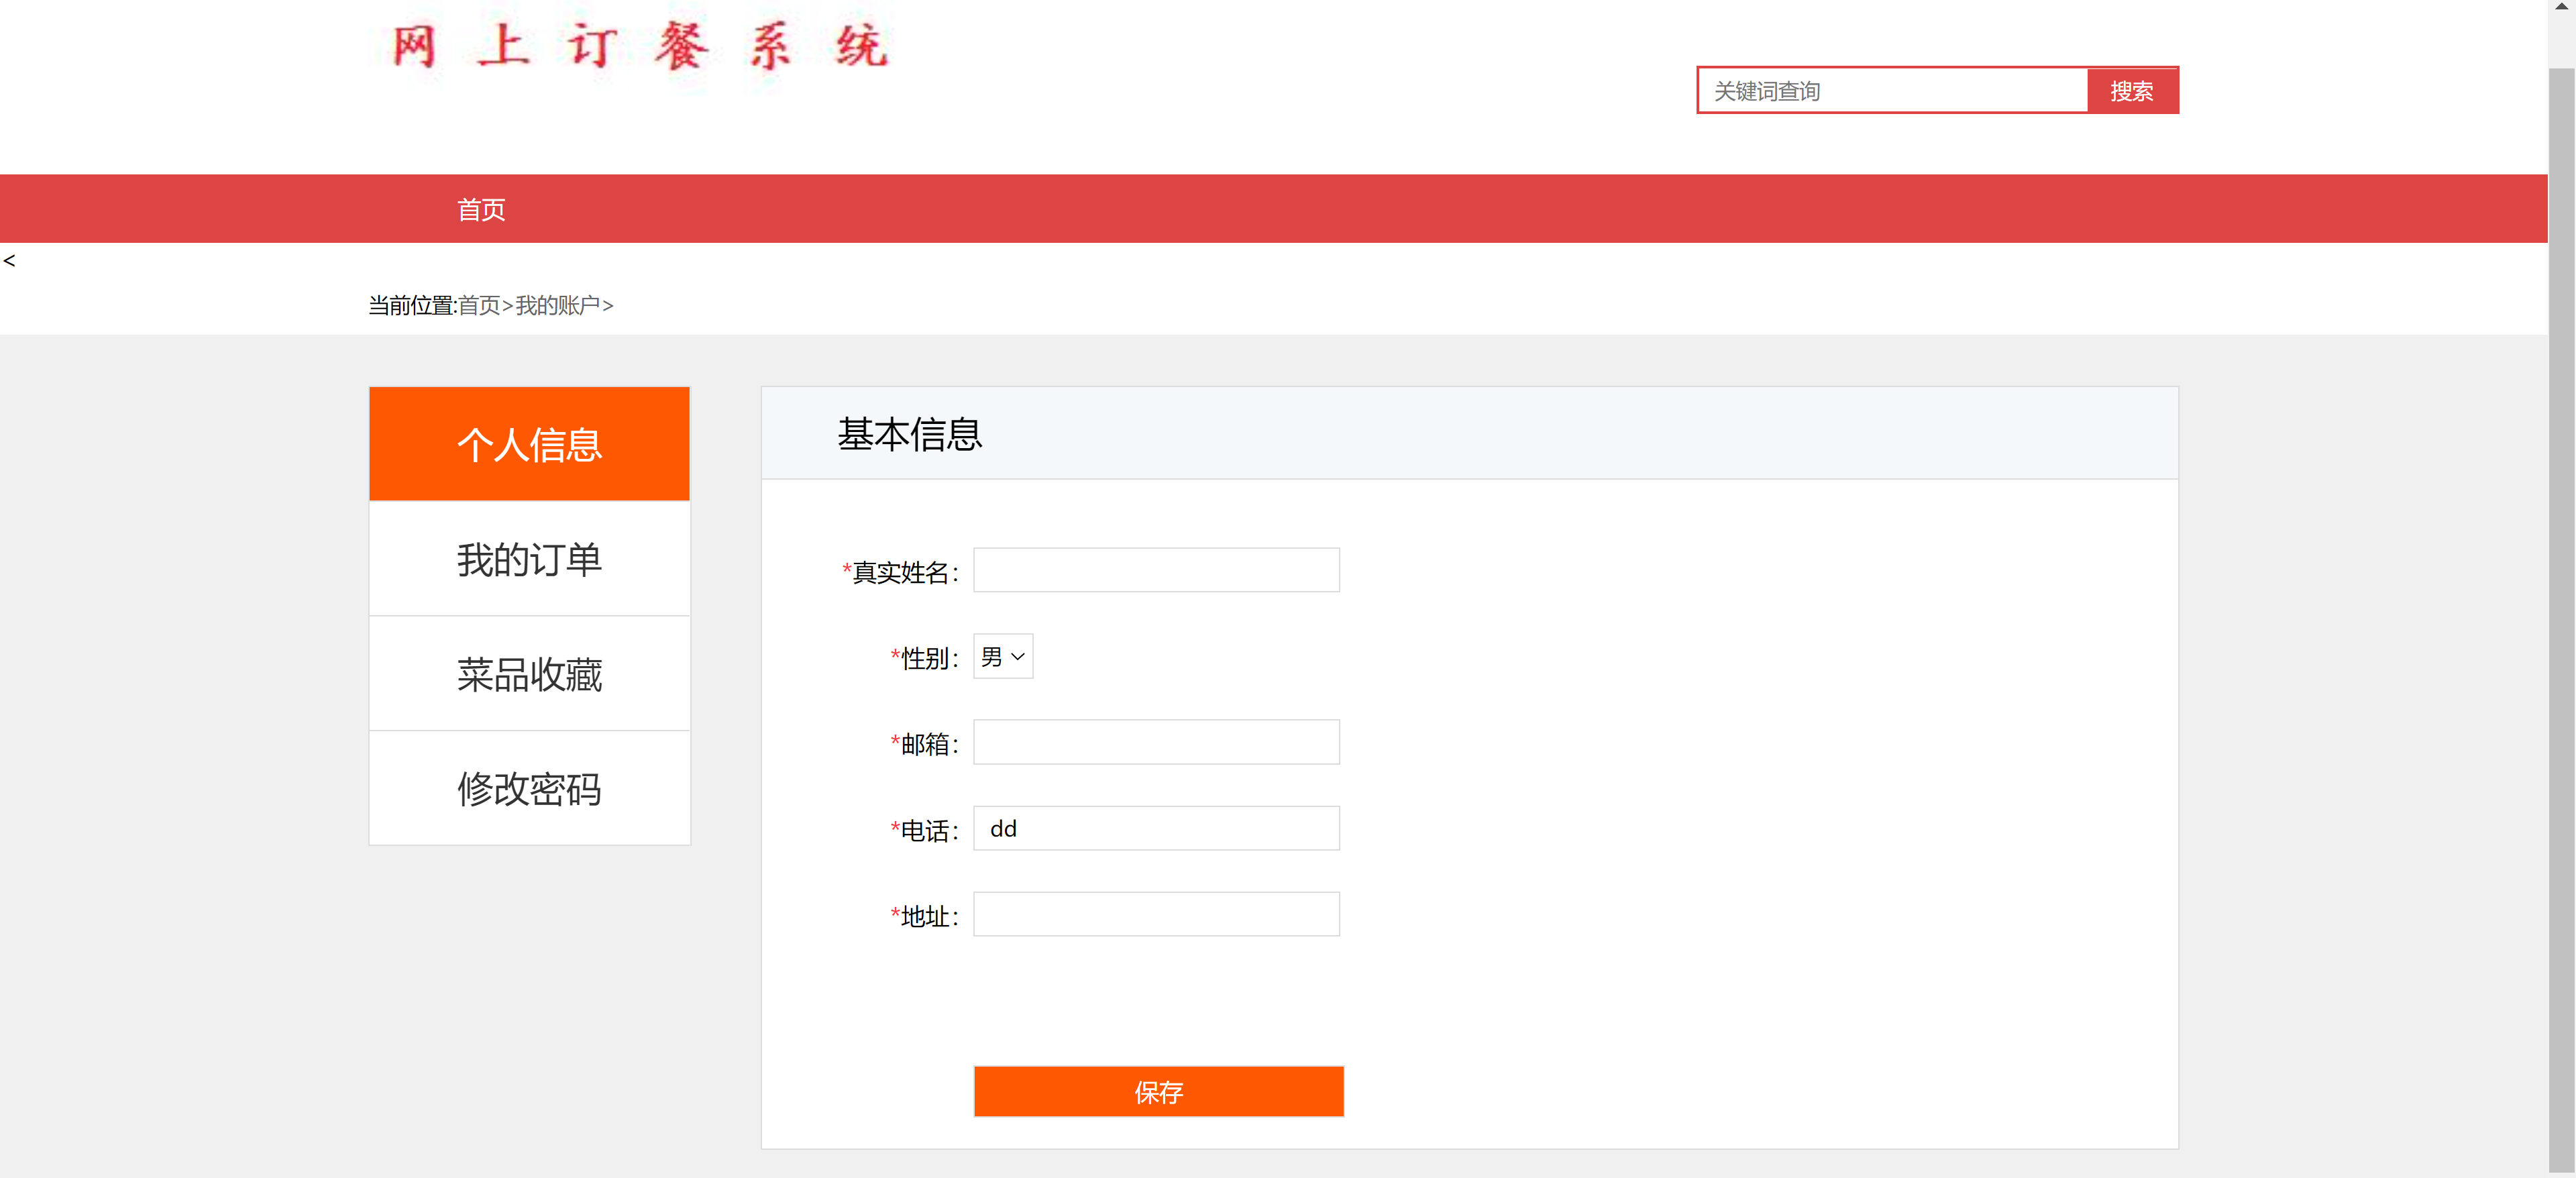 网上订餐系统
关键词查询 搜索
首页
<
当前位置:首页>我的账户>
个人信息
我的订单
菜品收藏
修改密码
基本信息
*真实姓名：
*性别： 男
*邮箱：
*电话： dd
*地址：
保存